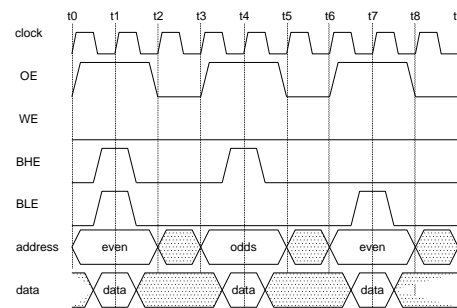 t0 t1 t2 t3 t4 t5 t6 t7 t8 t
clock
OE
WE
BHE
BLE
address even odds even
data data data data